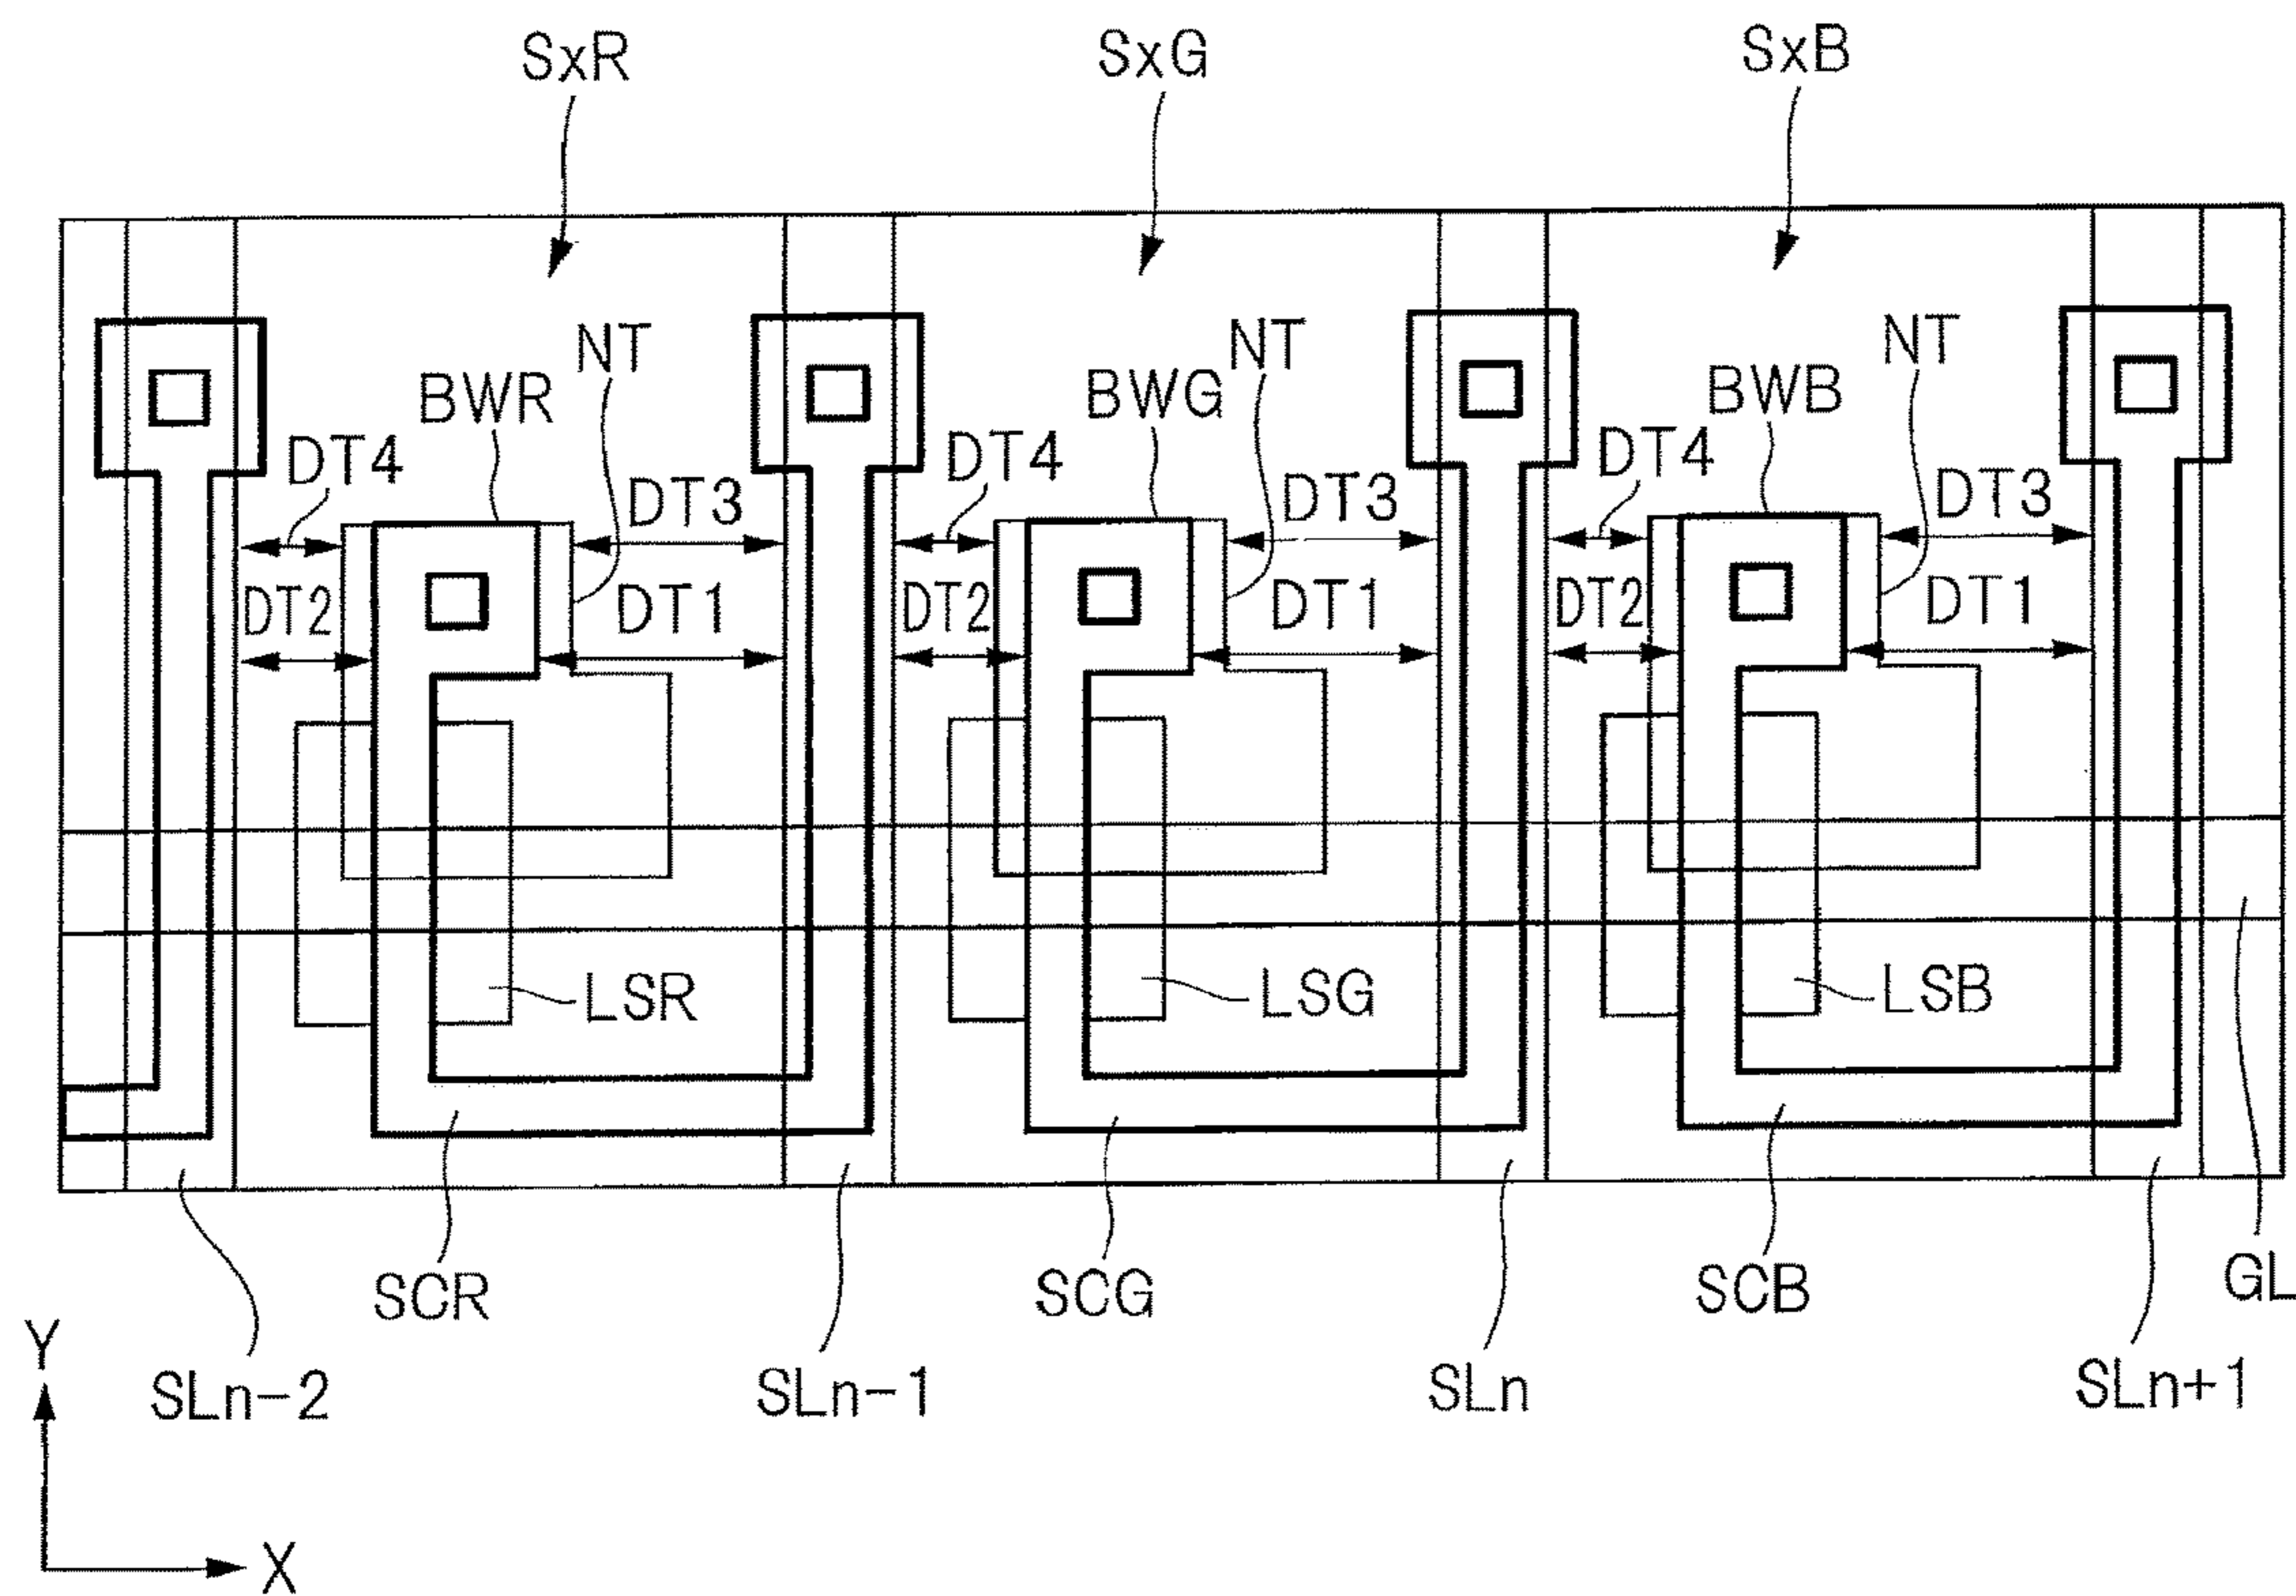 SxR SxG SxB
NT NT NT
BWR BWG BWB
DT4 DT4 DT4
DT3 DT3 DT3
DT2 DT1 DT2 DT1 DT2 DT1
LSR LSG LSB
SCR SCG SCB GL
Y
SLn-2 SLn-1 SLn SLn+1
X